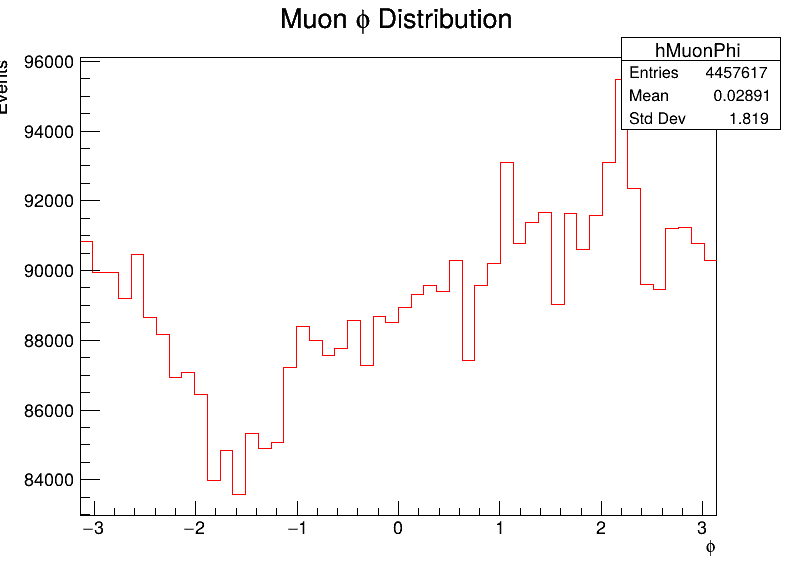 Muon ϕ Distribution
hMuonPhi
Entries 4457617
Mean 0.02891
Std Dev 1.819
Events
96000
94000
92000
90000
88000
86000
84000
−3 −2 −1 0 1 2 3
ϕ